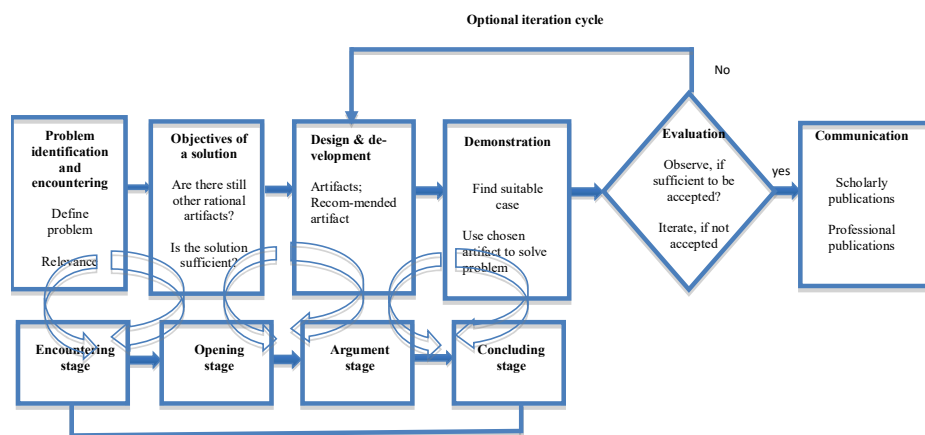 Optional iteration cycle
No
Problem
identification
and
encountering
Define
problem
Relevance
Objectives of
a solution
Are there still
other rational
artifacts?
Is the solution
sufficient?
Design & de-
velopment
Artifacts;
Recom-mended
artifact
Demonstration
Find suitable
case
Use chosen
artifact to solve
problem
Evaluation
Observe, if
sufficient to be
accepted?
Iterate, if not
accepted
yes
Communication
Scholarly
publications
Professional
publications
Encountering
stage
Opening
stage
Argument
stage
Concluding
stage